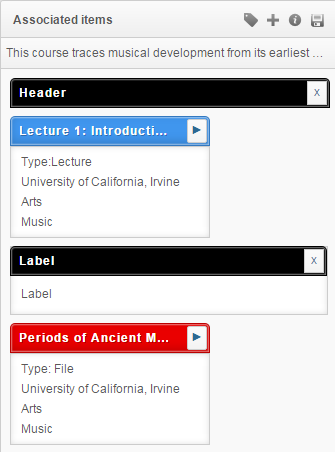 Associated items
This course traces musical development from its earliest ...
Header x
Lecture 1: Introducti...
Type:Lecture
University of California, Irvine
Arts
Music
Label x
Label
Periods of Ancient M...
Type: File
University of California, Irvine
Arts
Music